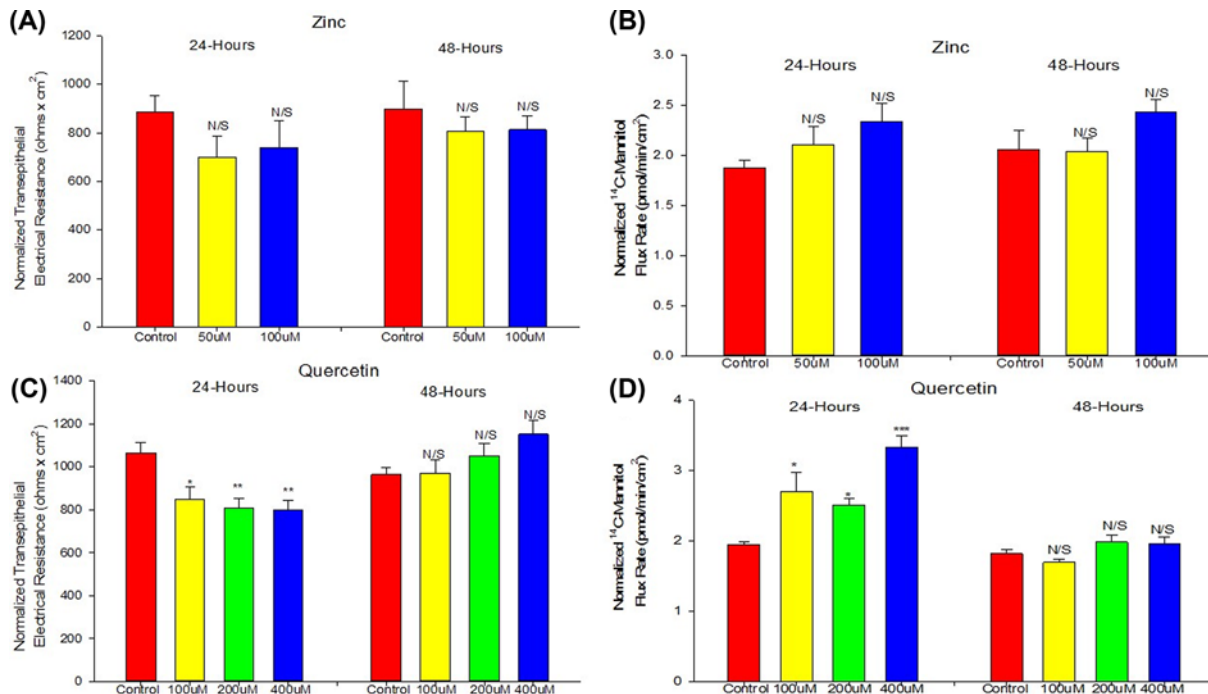 (A)
Zinc
24-Hours
48-Hours
Normalized Transepithelial
Electrical Resistance (ohms x cm²)
1200
1000
800
600
400
200
0
N/S
N/S
N/S
N/S
Control
50uM
100uM
Control
50uM
100uM
(B)
Zinc
24-Hours
48-Hours
Normalized ¹⁴C-Mannitol
Flux Rate (pmol/min/cm²)
3.0
2.5
2.0
1.5
1.0
0.5
0.0
N/S
N/S
N/S
N/S
Control
50uM
100uM
Control
50uM
100uM
(C)
Quercetin
24-Hours
48-Hours
Normalized Transepithelial
Electrical Resistance (ohms x cm²)
1400
1200
1000
800
600
400
200
0
*
**
**
N/S
N/S
N/S
Control
100uM
200uM
400uM
Control
100uM
200uM
400uM
(D)
Quercetin
24-Hours
48-Hours
Normalized ¹⁴C-Mannitol
Flux Rate (pmol/min/cm²)
4
3
2
1
0
*
*
***
N/S
N/S
N/S
Control
100uM
200uM
400uM
Control
100uM
200uM
400uM